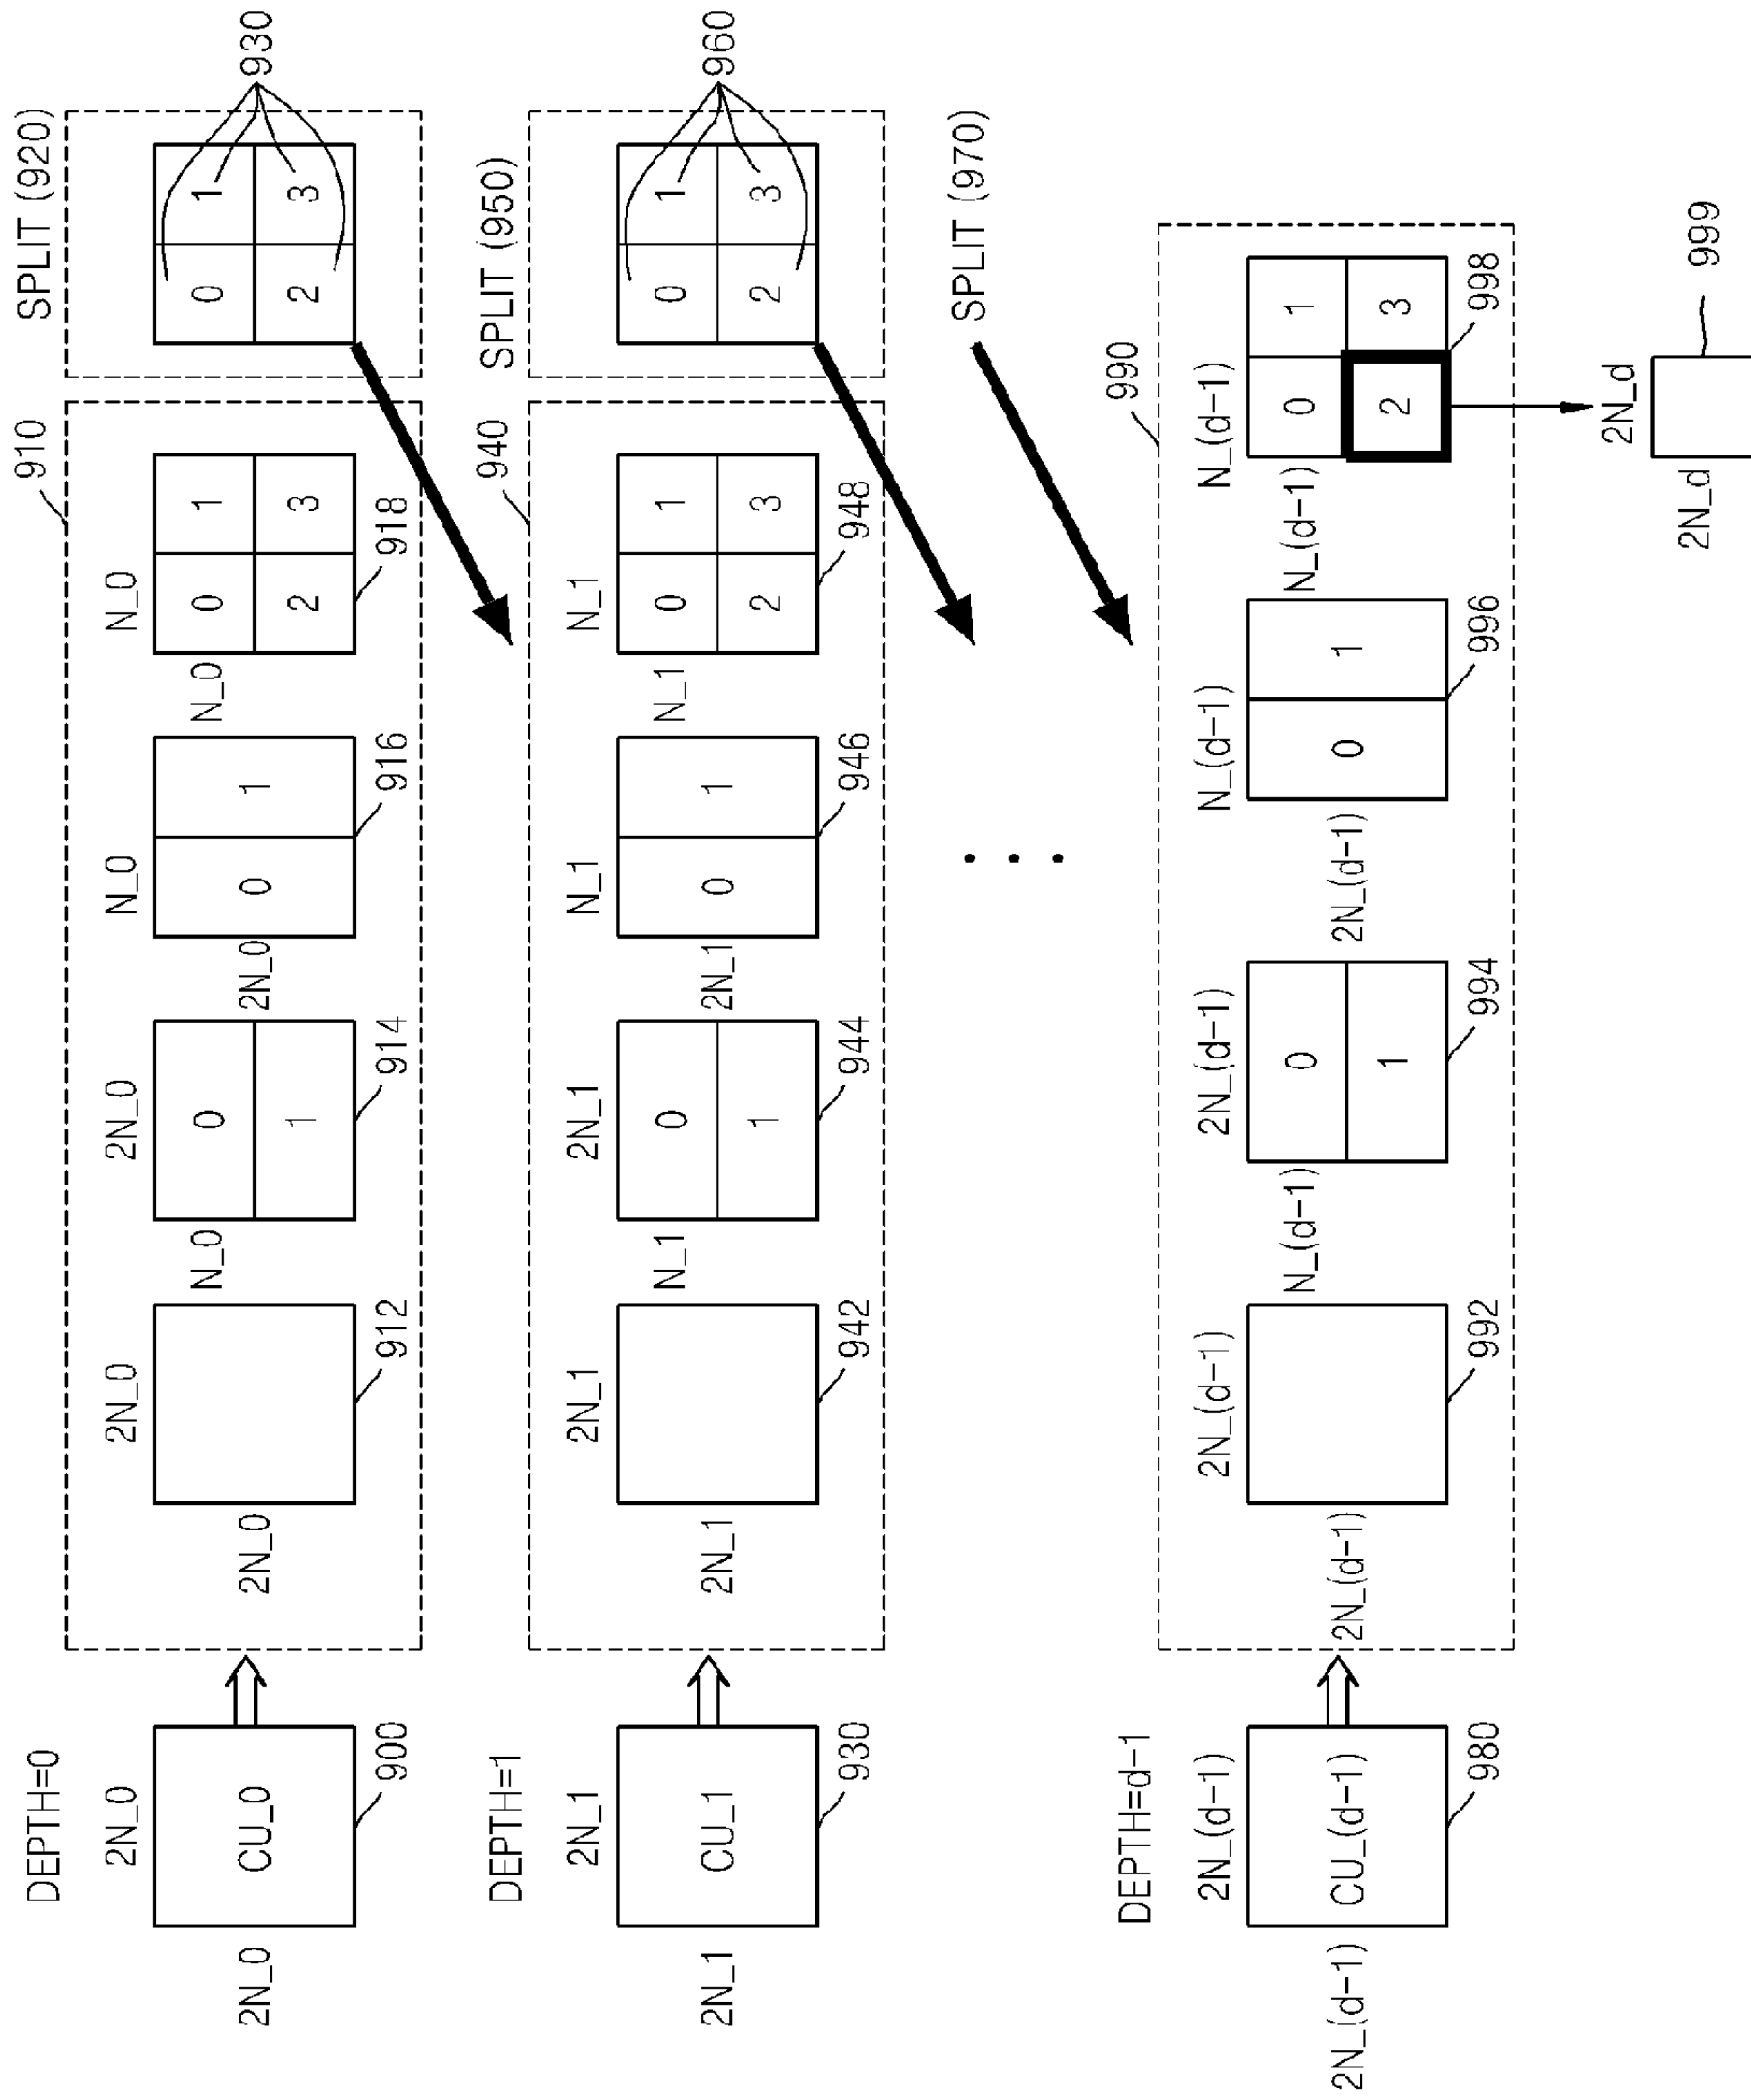 DEPTH=0
2N_0
2N_0
CU_0
900
910
2N_0
2N_0
912
2N_0
N_0
0
1
914
N_0
2N_0
0 1
916
N_0
N_0
0 1
2 3
918
SPLIT (920)
0 1
2 3
930
DEPTH=1
2N_1
2N_1
CU_1
930
940
2N_1
2N_1
942
2N_1
N_1
0
1
944
N_1
2N_1
0 1
946
N_1
N_1
0 1
2 3
948
SPLIT (950)
0 1
2 3
960
SPLIT (970)
. . .
DEPTH=d-1
2N_(d-1)
2N_(d-1)
CU_(d-1)
980
990
2N_(d-1)
2N_(d-1)
992
2N_(d-1)
N_(d-1)
0
1
994
N_(d-1)
2N_(d-1)
0 1
996
N_(d-1)
N_(d-1)
0 1
2 3
998
2N_d
2N_d
999